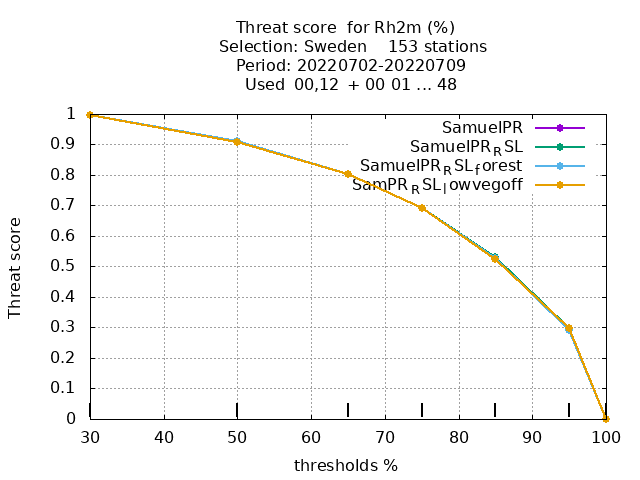 Threat score for Rh2m (%)
Selection: Sweden 153 stations
Period: 20220702-20220709
Used 00,12 + 00 01 ... 48
1
0.9
0.8
0.7
0.6
0.5
0.4
0.3
0.2
0.1
0
Threat score
SamuelPR
SamuelPR_RSL
SamuelPR_RSL_forest
SamPR_RSL_lowvegoff
30 40 50 60 70 80 90 100
thresholds %